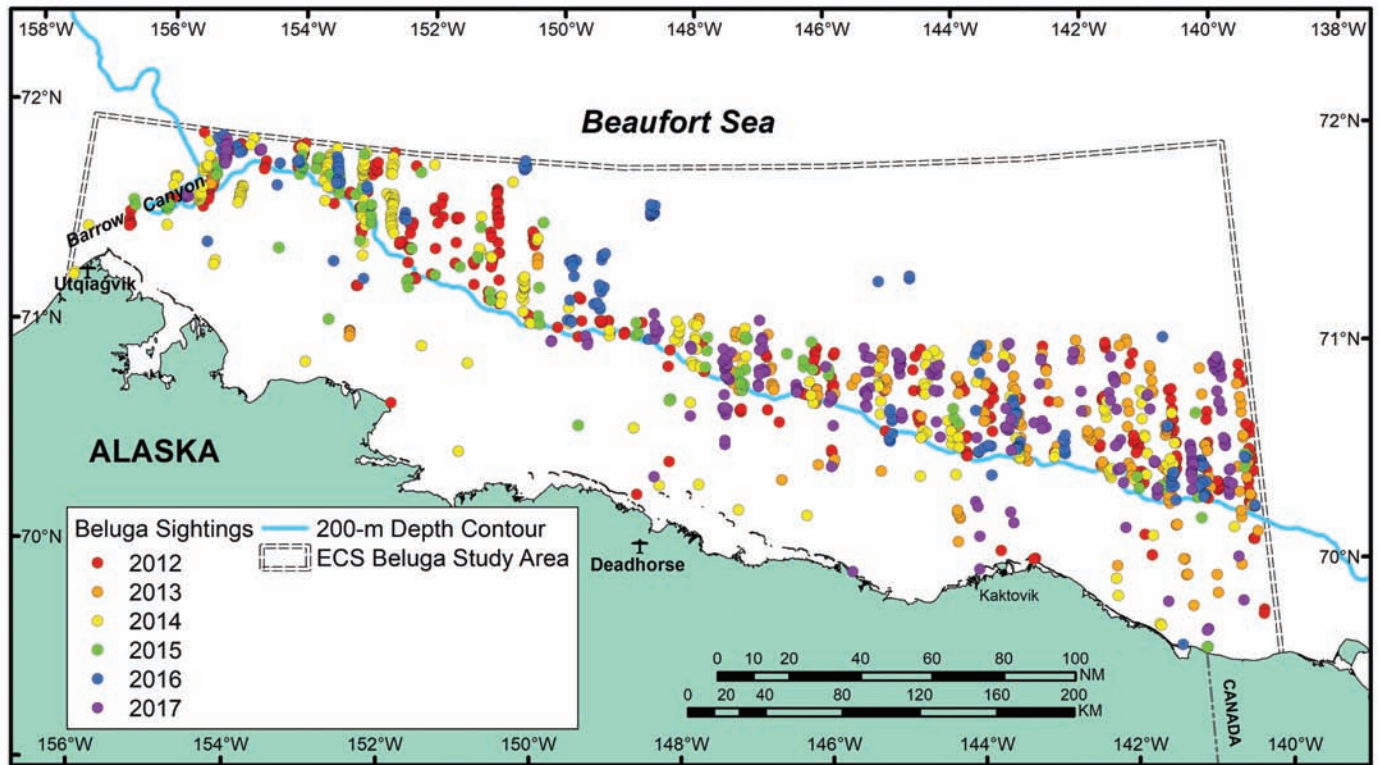 158°W 156°W 154°W 152°W 150°W 148°W 146°W 144°W 142°W 140°W 138°W
72°N 72°N
Beaufort Sea
Barrow Canyon
Utqiaġvik
71°N 71°N
ALASKA
70°N 70°N
Deadhorse
Kaktovik
Beluga Sightings
2012
2013
2014
2015
2016
2017
200-m Depth Contour
ECS Beluga Study Area
0 10 20 40 60 80 100
NM
0 20 40 80 120 160 200
KM
CANADA
156°W 154°W 152°W 150°W 148°W 146°W 144°W 142°W 140°W